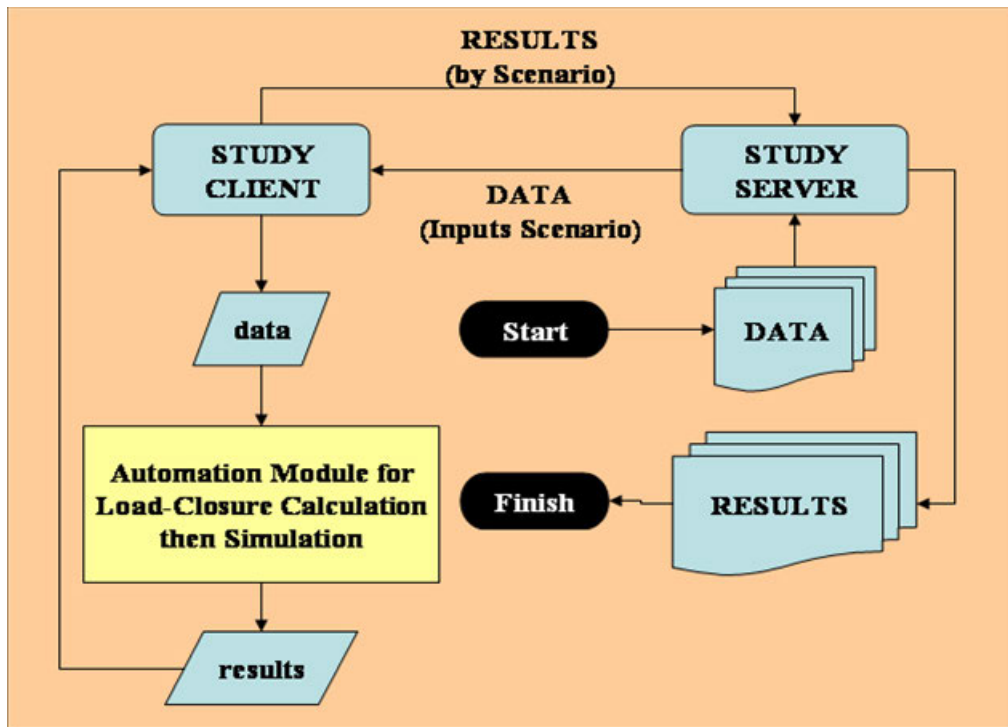 RESULTS
(by Scenario)
STUDY
CLIENT
STUDY
SERVER
DATA
(Inputs Scenario)
data
Start
DATA
Automation Module for
Load-Closure Calculation
then Simulation
Finish
RESULTS
results